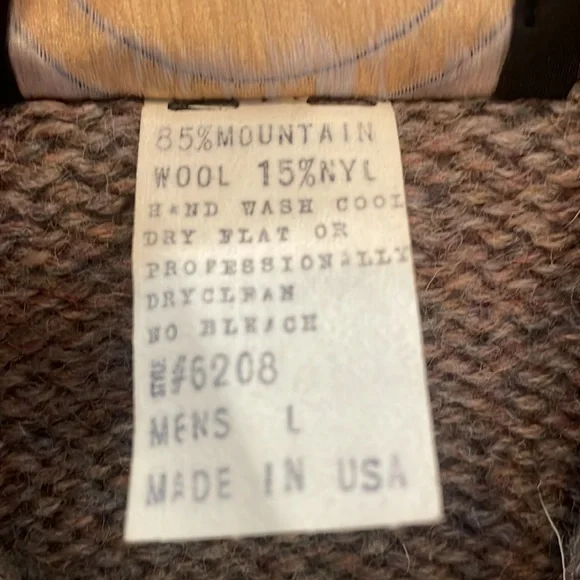 85%MOUNTAIN
WOOL 15%NYL
HAND WASH COOL
DRY FLAT OR
PROFESSIONALLY
DRYCLEAN
NO BLEACH
#6208
MENS L
MADE IN USA